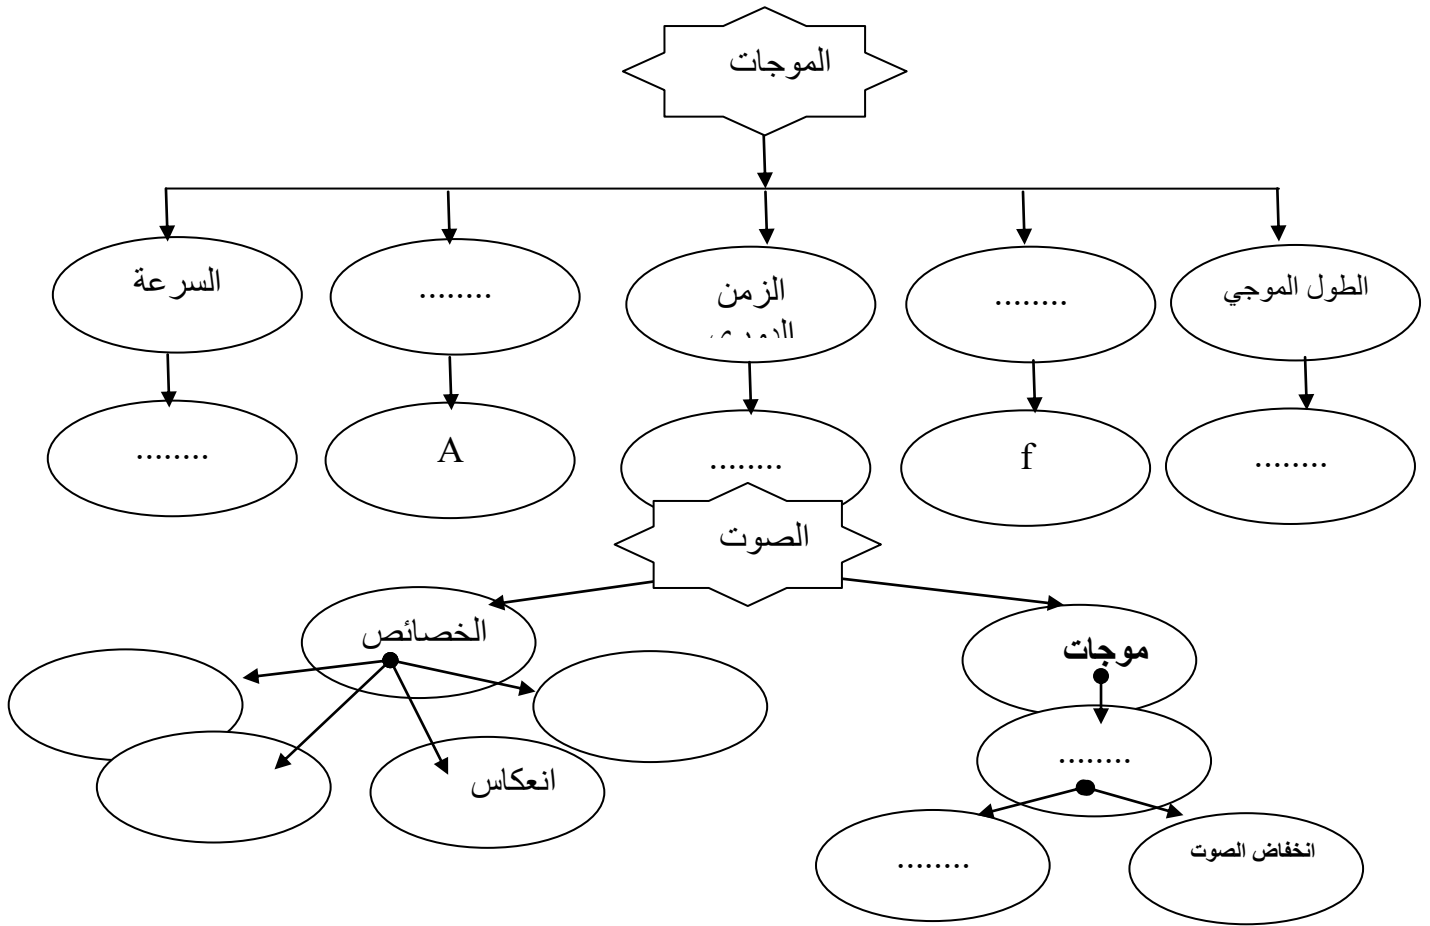 الموجات
الطول الموجي
........
الزمن
........
السرعة
........
f
........
A
........
الصوت
موجات
........
انخفاض الصوت
........
الخصائص
انعكاس